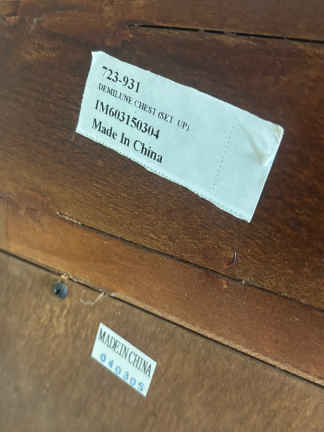 723-931
DEMILUNE CHEST (SET UP)
IM603150304
Made In China
MADE IN CHINA
040305